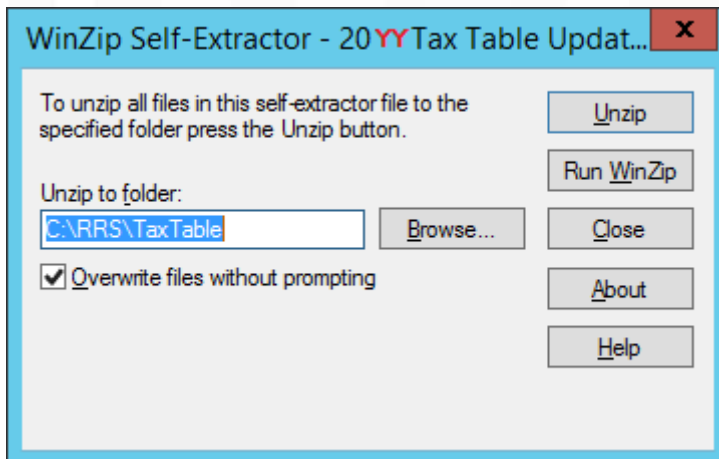 WinZip Self-Extractor - 20YYTax Table Updat...
X
To unzip all files in this self-extractor file to the
specified folder press the Unzip button.
Unzip
Run WinZip
Unzip to folder:
C:\RRS\TaxTable
Browse...
Close
Overwrite files without prompting
About
Help